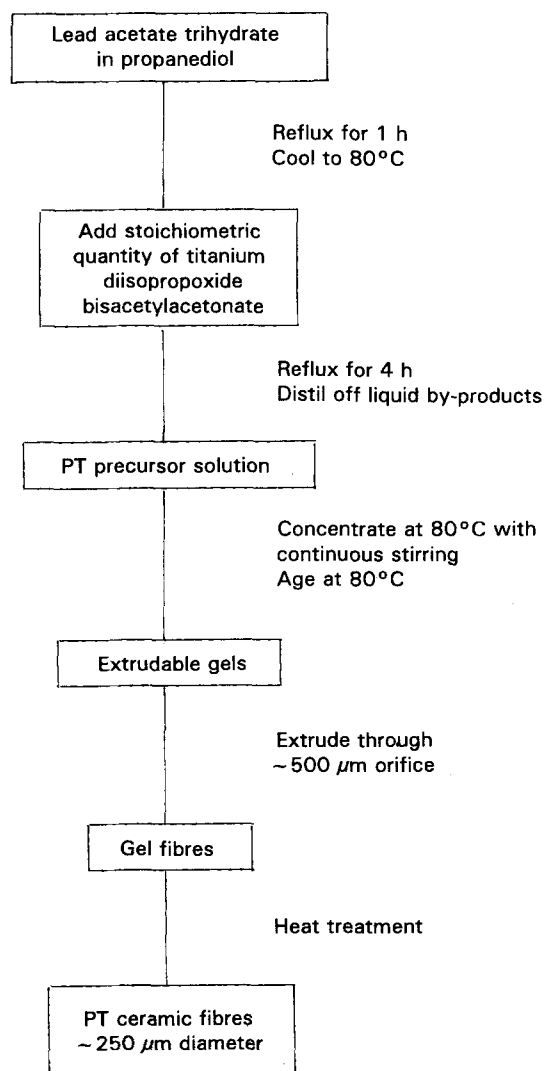 Lead acetate trihydrate
in propanediol
Reflux for 1 h
Cool to 80°C
Add stoichiometric
quantity of titanium
diisopropoxide
bisacetylacetonate
Reflux for 4 h
Distil off liquid by-products
PT precursor solution
Concentrate at 80°C with
continuous stirring
Age at 80°C
Extrudable gels
Extrude through
~500 μm orifice
Gel fibres
Heat treatment
PT ceramic fibres
~250 μm diameter